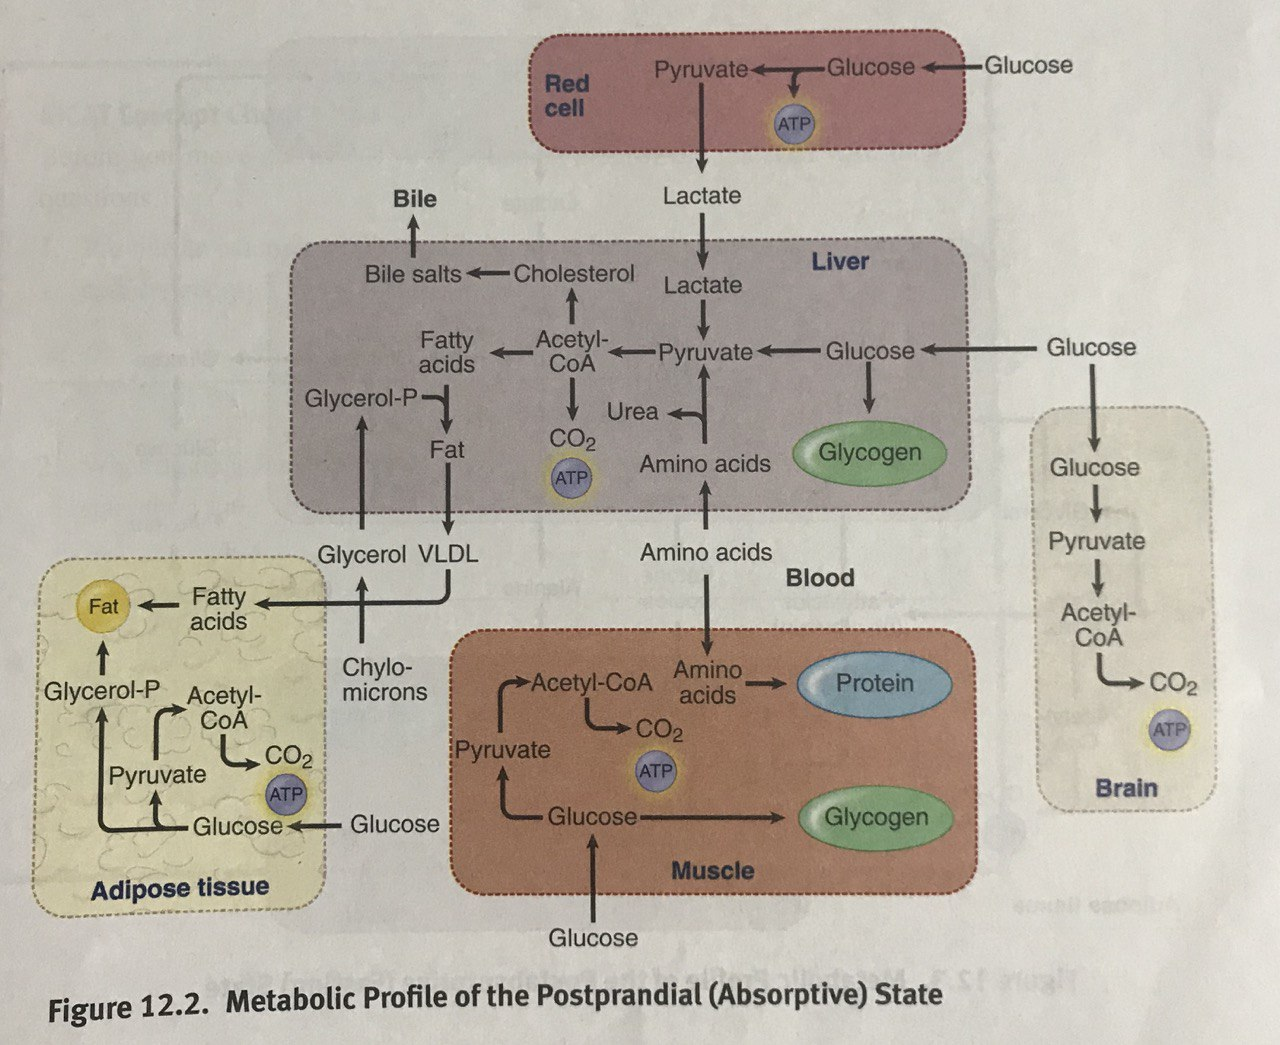 Red
cell
Pyruvate
Glucose
Glucose
ATP
Lactate
Bile
Liver
Bile salts
Cholesterol
Lactate
Fatty
acids
Acetyl-
CoA
Pyruvate
Glucose
Glucose
Glycerol-P
Urea
Fat
CO2
ATP
Amino acids
Glycogen
Glycerol
VLDL
Amino acids
Blood
Glucose
Pyruvate
Acetyl-
CoA
CO2
ATP
Brain
Fat
Fatty
acids
Chylo-
microns
Glycerol-P
Acetyl-
CoA
Pyruvate
CO2
ATP
Glucose
Glucose
Adipose tissue
Acetyl-CoA
Amino
acids
Protein
CO2
Pyruvate
ATP
Glucose
Glycogen
Muscle
Glucose
Figure 12.2. Metabolic Profile of the Postprandial (Absorptive) State